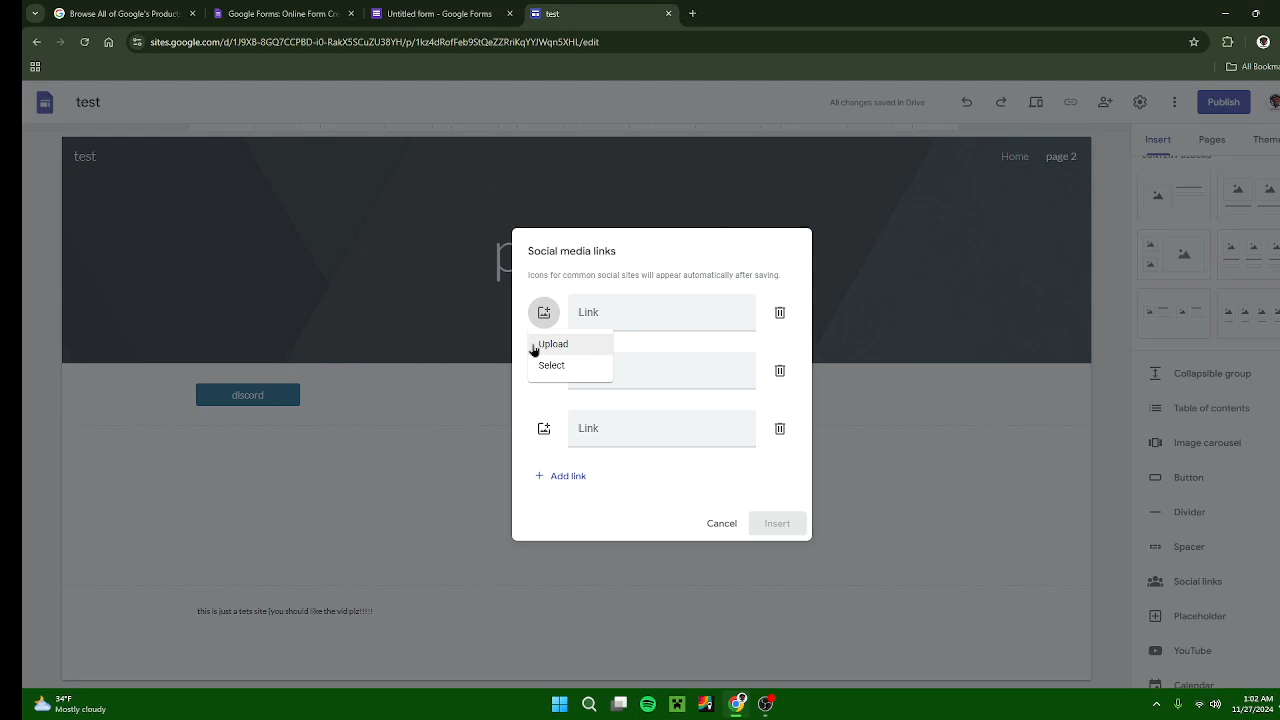 Browse All of Google's Product
Google Forms: Online Form Cre
Untitled form - Google Forms
test
sites.google.com/d/1J9XB-8GQ7CCPBD-i0-RakX5SCuZU38YH/p/1kz4dRofFeb9StQeZZriKqYYJWqn5XHL/edit
All Bookma
test
All changes saved in Drive
Publish
Insert Pages Theme
CONTENT BLOCKS
test
Home page 2
p
Social media links
Icons for common social sites will appear automatically after saving.
Link
Upload
Select
Link
Add link
Cancel Insert
discord
this is just a tets site [you should like the vid plz!!!!!
Collapsible group
Table of contents
Image carousel
Button
Divider
Spacer
Social links
Placeholder
YouTube
Calendar
34°F
Mostly cloudy
1:02 AM
11/27/2024